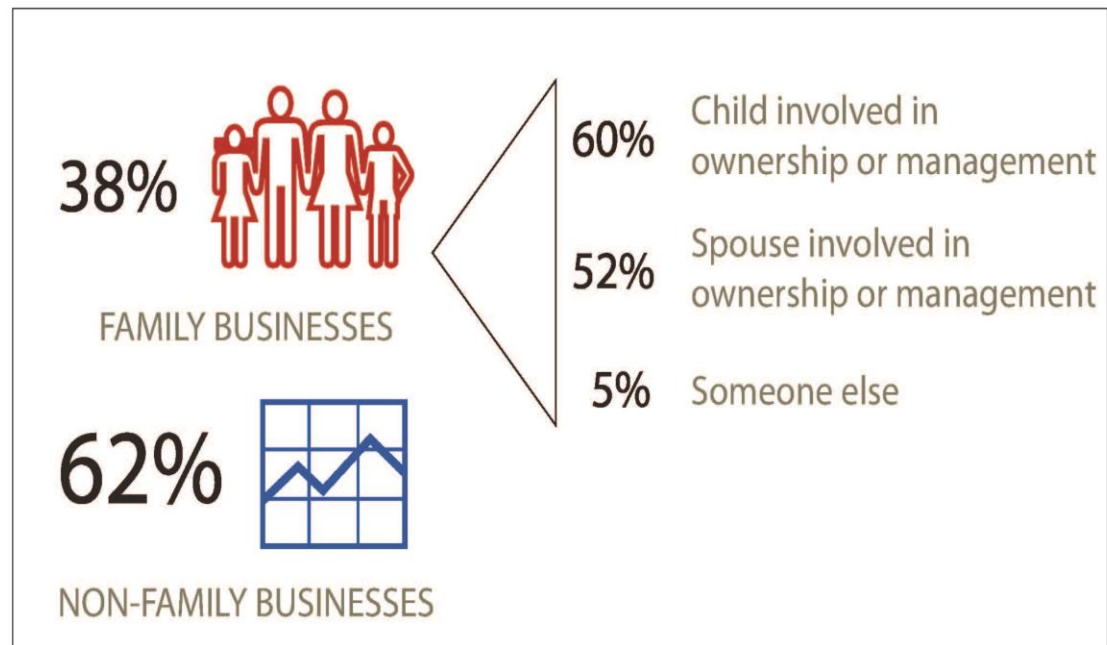 38%
FAMILY BUSINESSES
60%
Child involved in
ownership or management
52%
Spouse involved in
ownership or management
5%
Someone else
62%
NON-FAMILY BUSINESSES